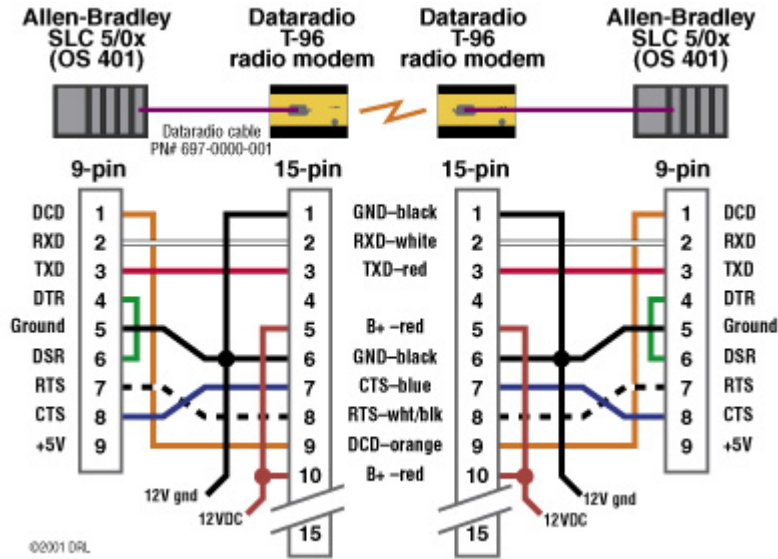 Allen-Bradley
SLC 5/0x
(OS 401)
Dataradio
T-96
radio modem
Dataradio
T-96
radio modem
Allen-Bradley
SLC 5/0x
(OS 401)
Dataradio cable
PN# 697-0000-001
9-pin
15-pin
15-pin
9-pin
DCD 1 1 GND–black 1 1 DCD
RXD 2 2 RXD–white 2 2 RXD
TXD 3 3 TXD–red 3 3 TXD
DTR 4 4 DTR
Ground 5 5 B+ –red 5 5 Ground
DSR 6 6 GND–black 6 6 DSR
RTS 7 7 CTS–blue 7 7 RTS
CTS 8 8 RTS–wht/blk 8 8 CTS
+5V 9 9 DCD–orange 9 9 +5V
10 B+ –red 10
12V gnd
12VDC
12V gnd
12VDC
15
15
©2001 DRL